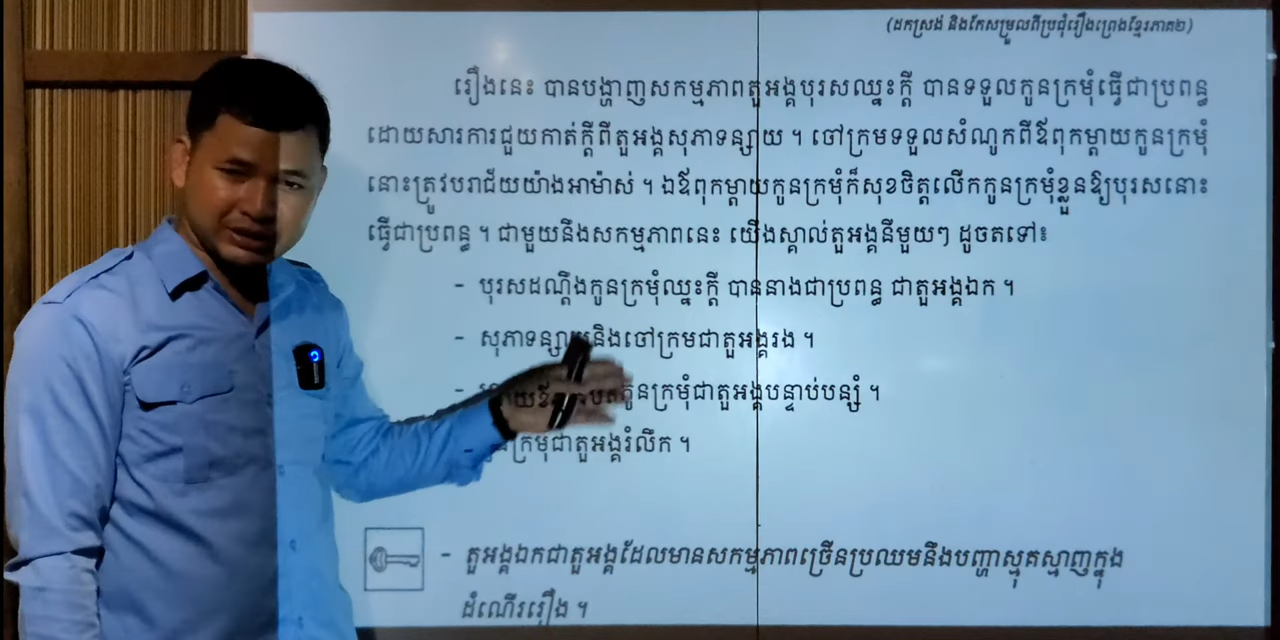 (ដកស្រង់ និងកែសម្រួលពីប្រជុំរឿងព្រេងខ្មែរភាគ២)
រឿងនេះ បានបង្ហាញសកម្មភាពតួអង្គបុរសឈ្នះក្ដី បានទទួលកូនក្រមុំធ្វើជាប្រពន្ធ
ដោយសារការជួយកាត់ក្ដីពីតួអង្គសុភាទន្សាយ ។ ចៅក្រមទទួលសំណូកពីឪពុកម្ដាយកូនក្រមុំ
នោះត្រូវបរាជ័យយ៉ាងអាម៉ាស់ ។ ឯឪពុកម្ដាយកូនក្រមុំក៏សុខចិត្តលើកកូនក្រមុំខ្លួនឱ្យបុរសនោះ
ធ្វើជាប្រពន្ធ ។ ជាមួយនឹងសកម្មភាពនេះ យើងស្គាល់តួអង្គនីមួយៗ ដូចតទៅ៖
- បុរសដណ្ដឹងកូនក្រមុំឈ្នះក្ដី បាននាងជាប្រពន្ធ ជាតួអង្គឯក ។
- សុភាទន្សាយនិងចៅក្រមជាតួអង្គរង ។
- កូនក្រមុំជាតួអង្គបន្ទាប់បន្សំ ។
- កូនក្រមុំជាតួអង្គរំលឹក ។
- តួអង្គឯកជាតួអង្គដែលមានសកម្មភាពច្រើនប្រឈមនឹងបញ្ហាស្មុគស្មាញក្នុង
ដំណើររឿង ។